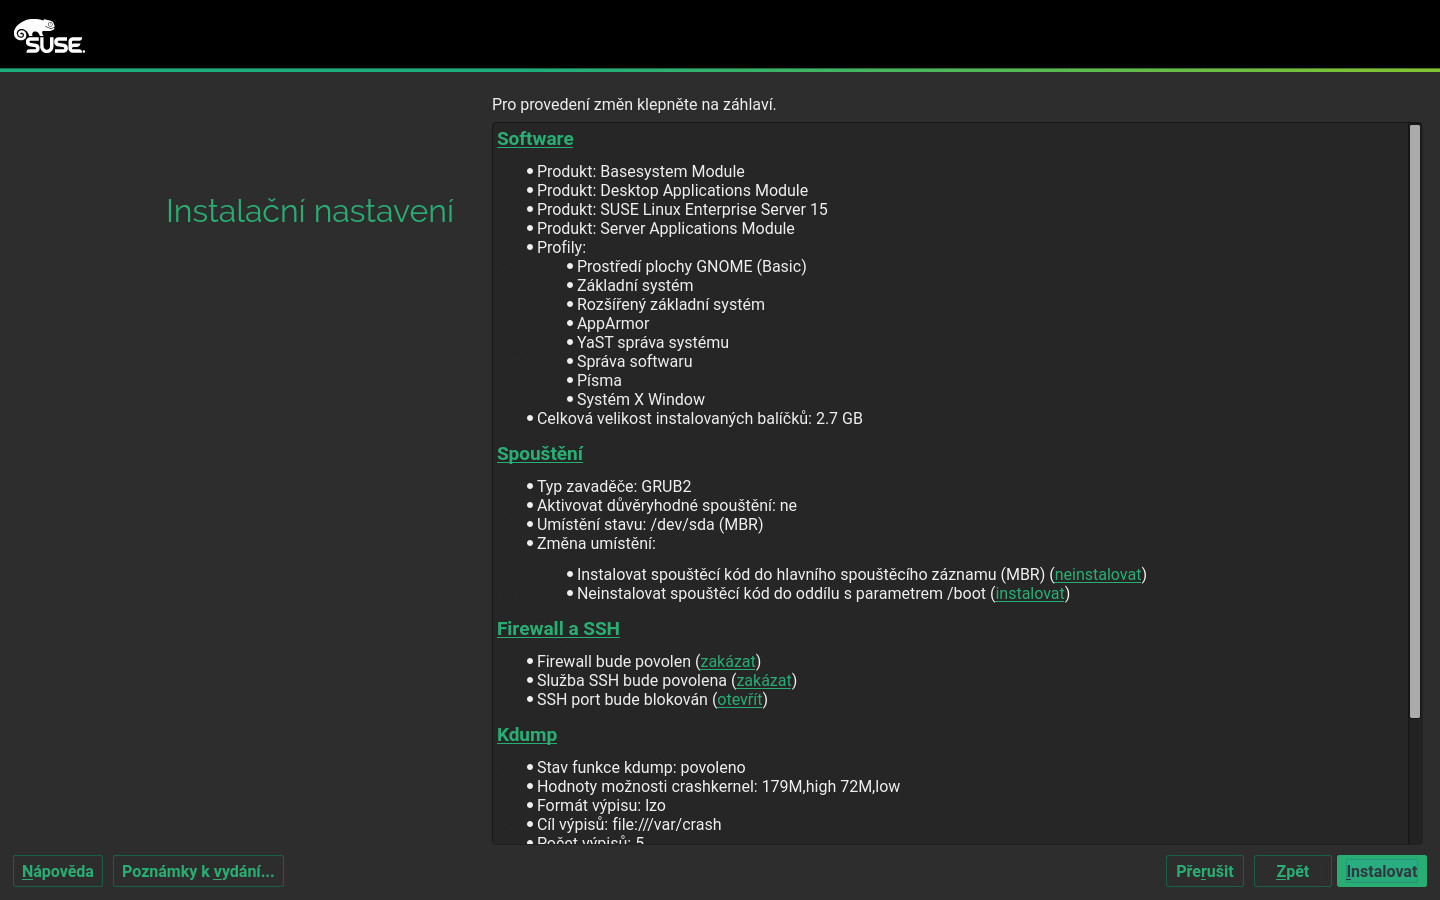 SUSE
Pro provedení změn klepněte na záhlaví.
Instalační nastavení
Software
Produkt: Basesystem Module
Produkt: Desktop Applications Module
Produkt: SUSE Linux Enterprise Server 15
Produkt: Server Applications Module
Profily:
Prostředí plochy GNOME (Basic)
Základní systém
Rozšířený základní systém
AppArmor
YaST správa systému
Správa softwaru
Písma
Systém X Window
Celková velikost instalovaných balíčků: 2.7 GB
Spouštění
Typ zavaděče: GRUB2
Aktivovat důvěryhodné spouštění: ne
Umístění stavu: /dev/sda (MBR)
Změna umístění:
Instalovat spouštěcí kód do hlavního spouštěcího záznamu (MBR) (neinstalovat)
Neinstalovat spouštěcí kód do oddílu s parametrem /boot (instalovat)
Firewall a SSH
Firewall bude povolen (zakázat)
Služba SSH bude povolena (zakázat)
SSH port bude blokován (otevřít)
Kdump
Stav funkce kdump: povoleno
Hodnoty možnosti crashkernel: 179M,high 72M,low
Formát výpisu: lzo
Cíl výpisů: file:///var/crash
Počet výpisů: 5
Nápověda
Poznámky k vydání...
Přerušit
Zpět
Instalovat